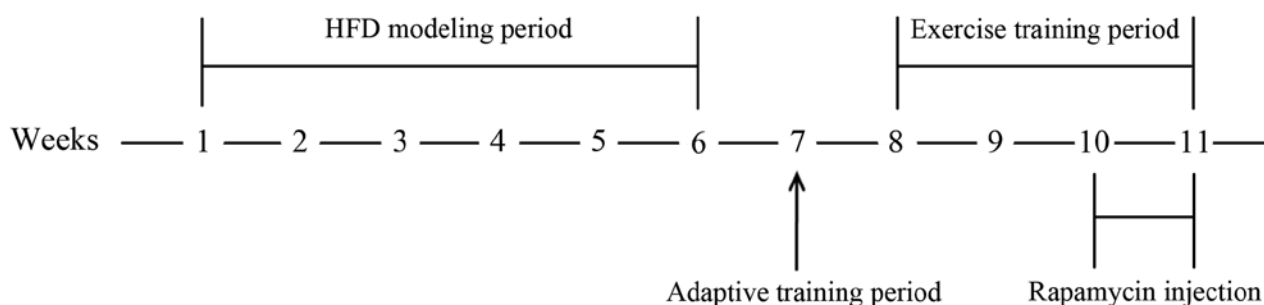 HFD modeling period
Exercise training period
Weeks 1 2 3 4 5 6 7 8 9 10 11
Adaptive training period
Rapamycin injection